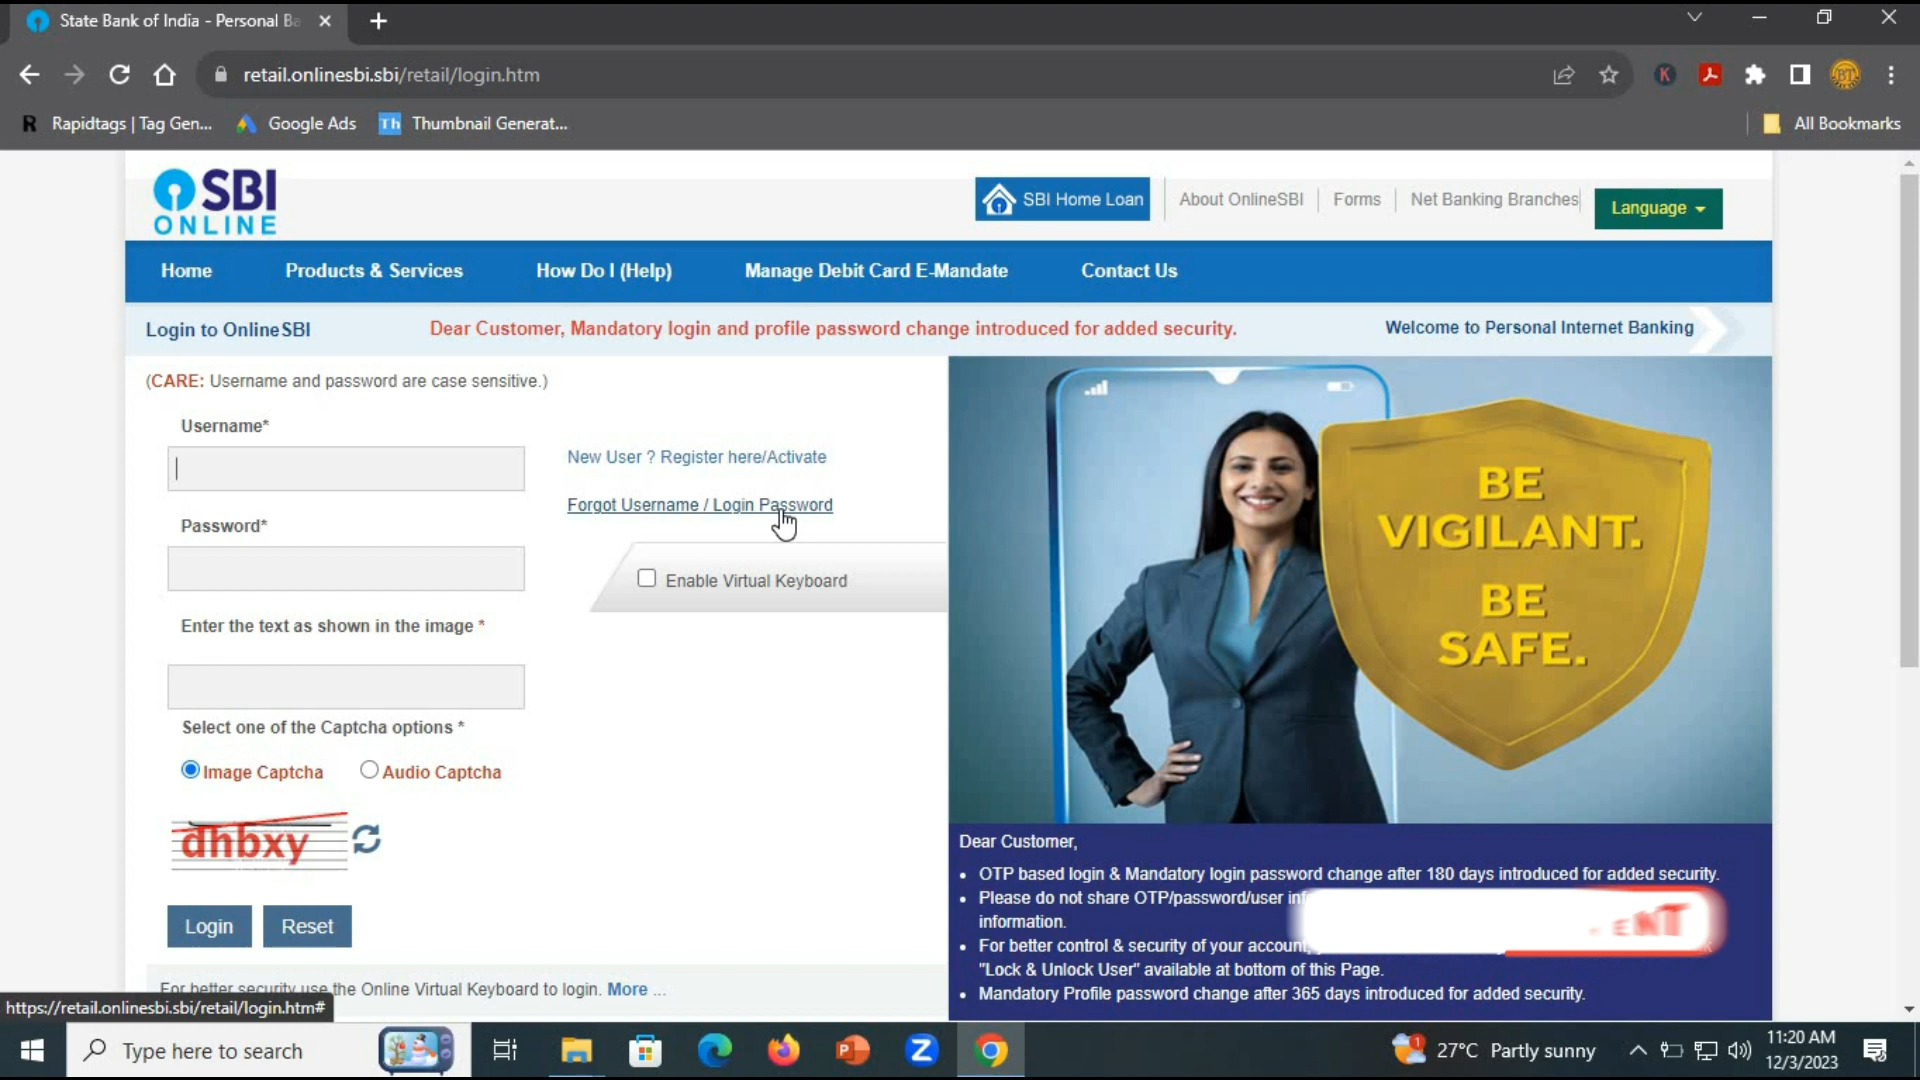 State Bank of India - Personal Ba
retail.onlinesbi.sbi/retail/login.htm
K
BT
R Rapidtags | Tag Gen...
Google Ads
Th Thumbnail Generat...
All Bookmarks
SBI
ONLINE
SBI Home Loan
About OnlineSBI
Forms
Net Banking Branches
Language
Home
Products & Services
How Do I (Help)
Manage Debit Card E-Mandate
Contact Us
Login to OnlineSBI
Dear Customer, Mandatory login and profile password change introduced for added security.
Welcome to Personal Internet Banking
(CARE: Username and password are case sensitive.)
Username*
New User ? Register here/Activate
Forgot Username / Login Password
Password*
Enable Virtual Keyboard
Enter the text as shown in the image *
Select one of the Captcha options *
Image Captcha
Audio Captcha
dhbxy
Login
Reset
For better security use the Online Virtual Keyboard to login. More ...
BE
VIGILANT.
BE
SAFE.
Dear Customer,
• OTP based login & Mandatory login password change after 180 days introduced for added security.
• Please do not share OTP/password/user
information.
• For better control & security of your account,
"Lock & Unlock User" available at bottom of this Page.
• Mandatory Profile password change after 365 days introduced for added security.
https://retail.onlinesbi.sbi/retail/login.htm#
Type here to search
P
Z
1
27°C Partly sunny
11:20 AM
12/3/2023